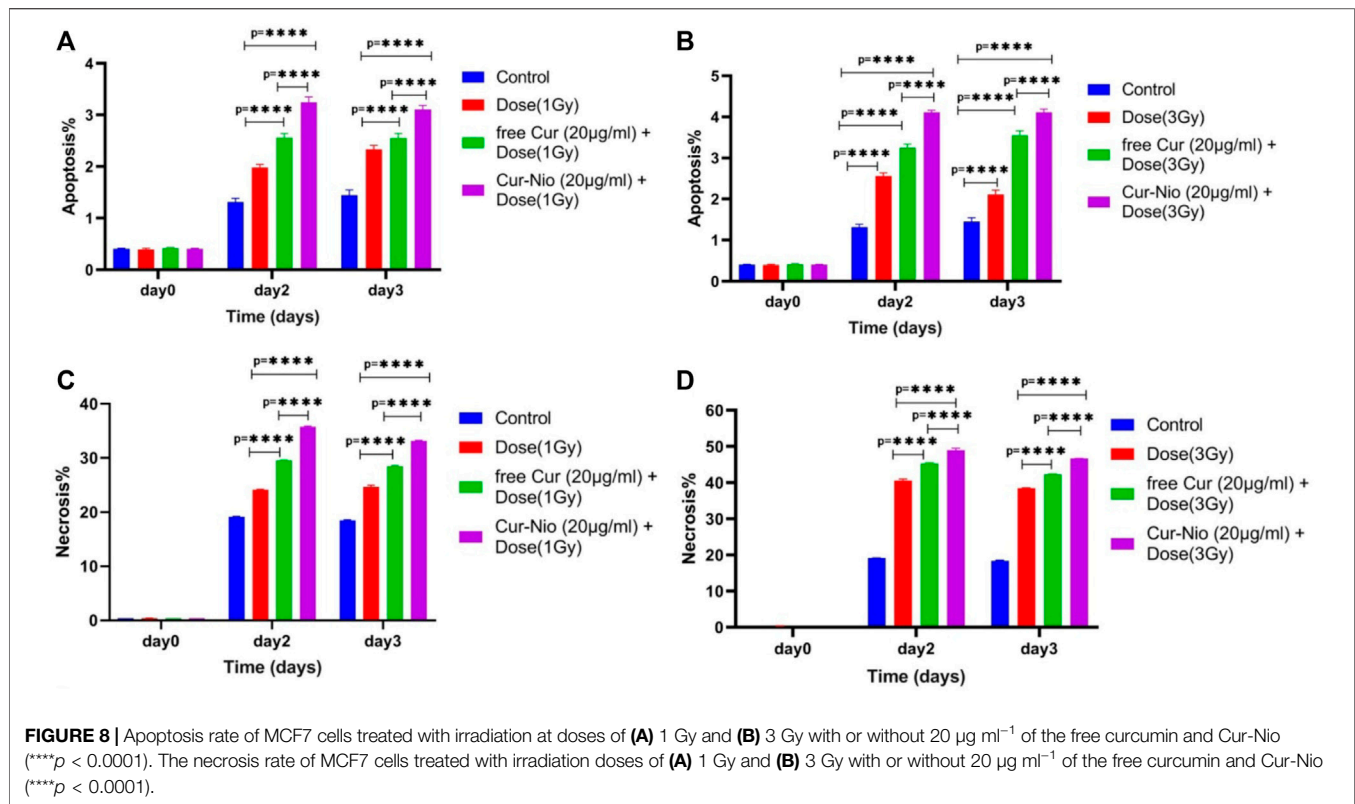 A
p=****
p=****
p=****
p=****
p=****
p=****
Apoptosis%
4
3
2
1
0
day0
day2
day3
Time (days)
Control
Dose(1Gy)
free Cur (20µg/ml) +
Dose(1Gy)
Cur-Nio (20µg/ml) +
Dose(1Gy)
B
p=****
p=****
p=****
p=****
p=****
p=****
p=****
p=****
Apoptosis%
5
4
3
2
1
0
day0
day2
day3
Time (days)
Control
Dose(3Gy)
free Cur (20µg/ml) +
Dose(3Gy)
Cur-Nio (20µg/ml) +
Dose(3Gy)
C
p=****
p=****
p=****
p=****
p=****
p=****
Necrosis%
40
30
20
10
0
day0
day2
day3
Time (days)
Control
Dose(1Gy)
free Cur (20µg/ml) +
Dose(1Gy)
Cur-Nio (20µg/ml) +
Dose(1Gy)
D
p=****
p=****
p=****
p=****
p=****
p=****
Necrosis%
60
50
40
30
20
10
0
day0
day2
day3
Time (days)
Control
Dose(3Gy)
free Cur (20µg/ml) +
Dose(3Gy)
Cur-Nio (20µg/ml) +
Dose(3Gy)
FIGURE 8 | Apoptosis rate of MCF7 cells treated with irradiation at doses of (A) 1 Gy and (B) 3 Gy with or without 20 µg ml⁻¹ of the free curcumin and Cur-Nio
(****p < 0.0001). The necrosis rate of MCF7 cells treated with irradiation doses of (A) 1 Gy and (B) 3 Gy with or without 20 µg ml⁻¹ of the free curcumin and Cur-Nio
(****p < 0.0001).